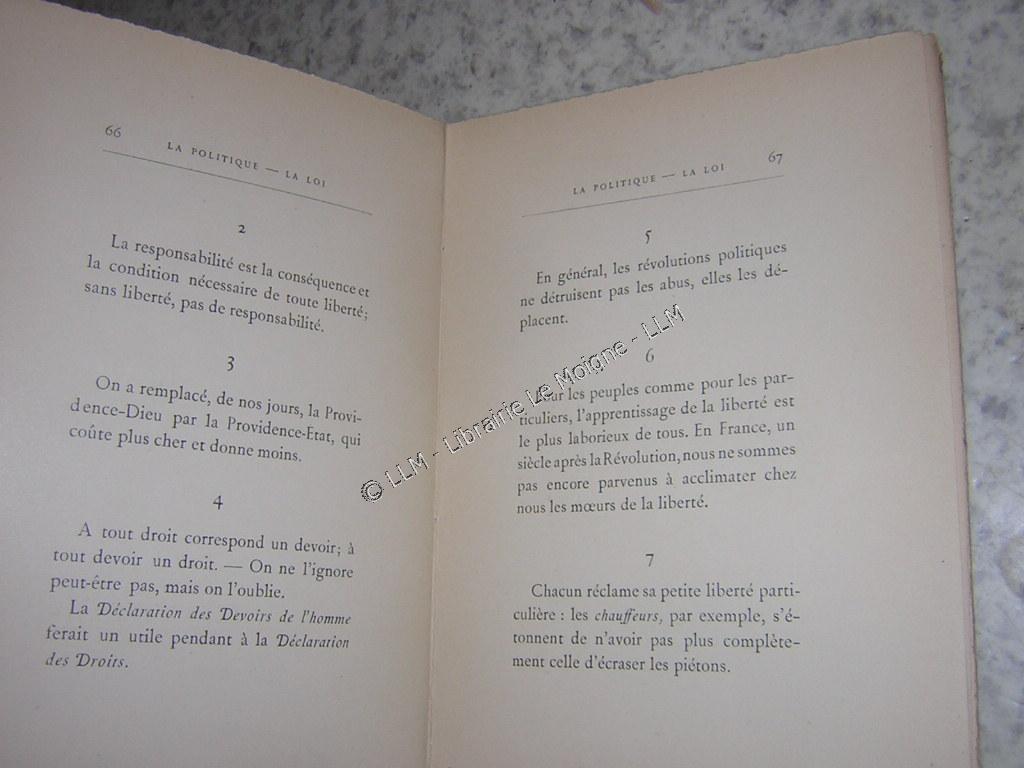 66
LA POLITIQUE — LA LOI
2
La responsabilité est la conséquence et
la condition nécessaire de toute liberté;
sans liberté, pas de responsabilité.
3
On a remplacé, de nos jours, la Provi-
dence-Dieu par la Providence-Etat, qui
coûte plus cher et donne moins.
4
A tout droit correspond un devoir; à
tout devoir un droit. — On ne l'ignore
peut-être pas, mais on l'oublie.
La Déclaration des Devoirs de l'homme
ferait un utile pendant à la Déclaration
des Droits.
LA POLITIQUE — LA LOI
67
5
En général, les révolutions politiques
ne détruisent pas les abus, elles les dé-
placent.
6
les peuples comme pour les par-
ticuliers, l'apprentissage de la liberté est
le plus laborieux de tous. En France, un
siècle après la Révolution, nous ne sommes
pas encore parvenus à acclimater chez
nous les mœurs de la liberté.
7
Chacun réclame sa petite liberté parti-
culière : les chauffeurs, par exemple, s'é-
tonnent de n'avoir pas plus complète-
ment celle d'écraser les piétons.
© LLM - Librairie Le Moigne - LLM